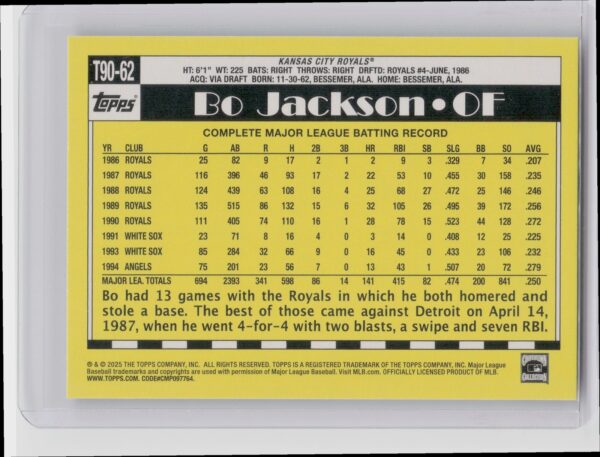 T90-62
KANSAS CITY ROYALS®
HT: 6'1" WT: 225 BATS: RIGHT THROWS: RIGHT DRFTD: ROYALS #4-JUNE, 1986
ACQ: VIA DRAFT BORN: 11-30-62, BESSEMER, ALA. HOME: BESSEMER, ALA.
Topps
Bo Jackson • OF
COMPLETE MAJOR LEAGUE BATTING RECORD
YR CLUB G AB R H 2B 3B HR RBI SB SLG BB SO AVG
1986 ROYALS 25 82 9 17 2 1 2 9 3 .329 7 34 .207
1987 ROYALS 116 396 46 93 17 2 22 53 10 .455 30 158 .235
1988 ROYALS 124 439 63 108 16 4 25 68 27 .472 25 146 .246
1989 ROYALS 135 515 86 132 15 6 32 105 26 .495 39 172 .256
1990 ROYALS 111 405 74 110 16 1 28 78 15 .523 44 128 .272
1991 WHITE SOX 23 71 8 16 4 0 3 14 0 .408 12 25 .225
1993 WHITE SOX 85 284 32 66 9 0 16 45 0 .433 23 106 .232
1994 ANGELS 75 201 23 56 7 0 13 43 1 .507 20 72 .279
MAJOR LEA. TOTALS 694 2393 341 598 86 14 141 415 82 .474 200 841 .250
Bo had 13 games with the Royals in which he both homered and
stole a base. The best of those came against Detroit on April 14,
1987, when he went 4-for-4 with two blasts, a swipe and seven RBI.
® & © 2025 THE TOPPS COMPANY, INC. ALL RIGHTS RESERVED. TOPPS IS A REGISTERED TRADEMARK OF THE TOPPS COMPANY, INC. Major League
Baseball trademarks and copyrights are used with permission of Major League Baseball. Visit MLB.com. OFFICIALLY LICENSED PRODUCT OF MLB.
WWW.TOPPS.COM. CODE#CMP097764.